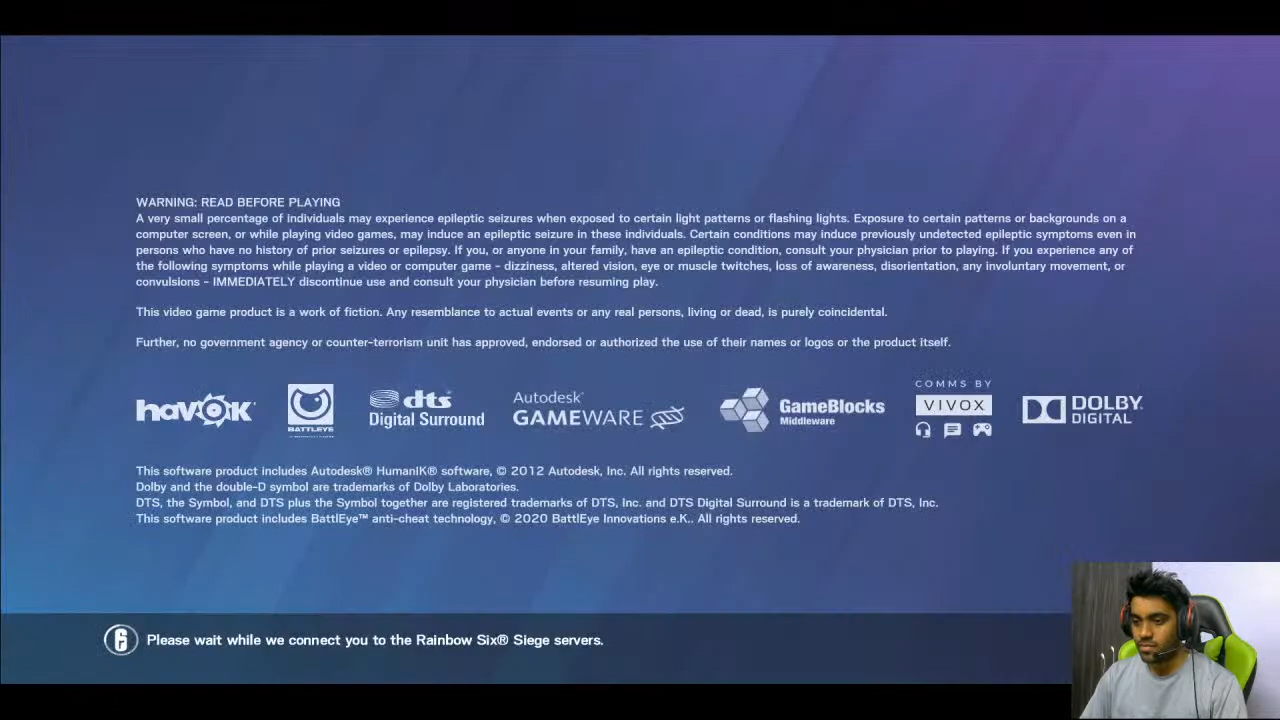 WARNING: READ BEFORE PLAYING
A very small percentage of individuals may experience epileptic seizures when exposed to certain light patterns or flashing lights. Exposure to certain patterns or backgrounds on a
computer screen, or while playing video games, may induce an epileptic seizure in these individuals. Certain conditions may induce previously undetected epileptic symptoms even in
persons who have no history of prior seizures or epilepsy. If you, or anyone in your family, have an epileptic condition, consult your physician prior to playing. If you experience any of
the following symptoms while playing a video or computer game - dizziness, altered vision, eye or muscle twitches, loss of awareness, disorientation, any involuntary movement, or
convulsions - IMMEDIATELY discontinue use and consult your physician before resuming play.
This video game product is a work of fiction. Any resemblance to actual events or any real persons, living or dead, is purely coincidental.
Further, no government agency or counter-terrorism unit has approved, endorsed or authorized the use of their names or logos or the product itself.
havok
BATTLEYE
dts
Digital Surround
Autodesk®
GAMEWARE
GameBlocks
Middleware
COMMS BY
VIVOX
DOLBY
DIGITAL
This software product includes Autodesk® HumanIK® software, © 2012 Autodesk, Inc. All rights reserved.
Dolby and the double-D symbol are trademarks of Dolby Laboratories.
DTS, the Symbol, and DTS plus the Symbol together are registered trademarks of DTS, Inc. and DTS Digital Surround is a trademark of DTS, Inc.
This software product includes BattlEye™ anti-cheat technology, © 2020 BattlEye Innovations e.K.. All rights reserved.
6 Please wait while we connect you to the Rainbow Six® Siege servers.